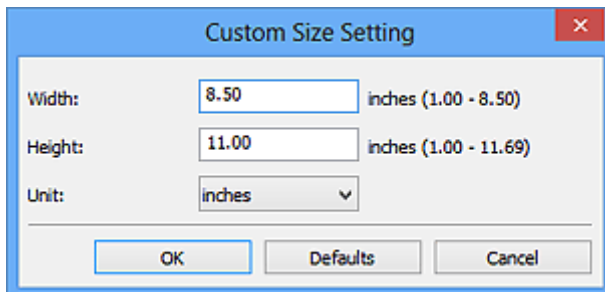 Custom Size Setting
Width: 8.50 inches (1.00 - 8.50)
Height: 11.00 inches (1.00 - 11.69)
Unit: inches
OK Defaults Cancel